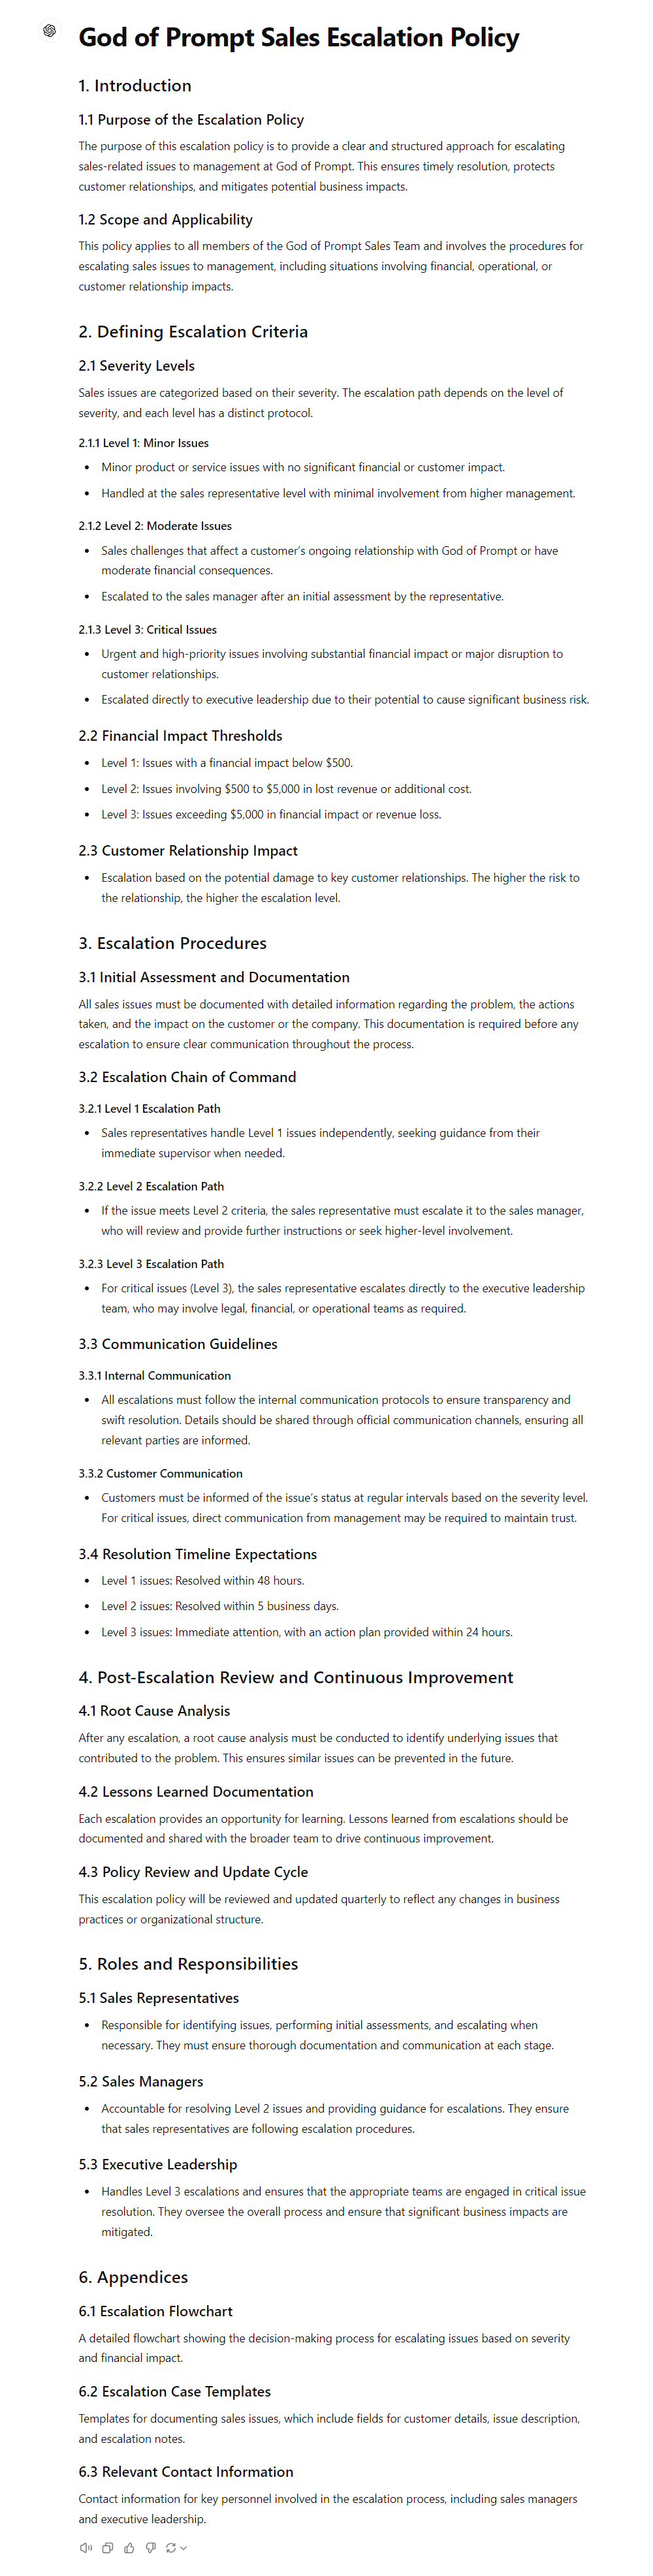 God of Prompt Sales Escalation Policy
1. Introduction
1.1 Purpose of the Escalation Policy
The purpose of this escalation policy is to provide a clear and structured approach for escalating
sales-related issues to management at God of Prompt. This ensures timely resolution, protects
customer relationships, and mitigates potential business impacts.
1.2 Scope and Applicability
This policy applies to all members of the God of Prompt Sales Team and involves the procedures for
escalating sales issues to management, including situations involving financial, operational, or
customer relationship impacts.
2. Defining Escalation Criteria
2.1 Severity Levels
Sales issues are categorized based on their severity. The escalation path depends on the level of
severity, and each level has a distinct protocol.
2.1.1 Level 1: Minor Issues
• Minor product or service issues with no significant financial or customer impact.
• Handled at the sales representative level with minimal involvement from higher management.
2.1.2 Level 2: Moderate Issues
• Sales challenges that affect a customer's ongoing relationship with God of Prompt or have
moderate financial consequences.
• Escalated to the sales manager after an initial assessment by the representative.
2.1.3 Level 3: Critical Issues
• Urgent and high-priority issues involving substantial financial impact or major disruption to
customer relationships.
• Escalated directly to executive leadership due to their potential to cause significant business risk.
2.2 Financial Impact Thresholds
• Level 1: Issues with a financial impact below $500.
• Level 2: Issues involving $500 to $5,000 in lost revenue or additional cost.
• Level 3: Issues exceeding $5,000 in financial impact or revenue loss.
2.3 Customer Relationship Impact
• Escalation based on the potential damage to key customer relationships. The higher the risk to
the relationship, the higher the escalation level.
3. Escalation Procedures
3.1 Initial Assessment and Documentation
All sales issues must be documented with detailed information regarding the problem, the actions
taken, and the impact on the customer or the company. This documentation is required before any
escalation to ensure clear communication throughout the process.
3.2 Escalation Chain of Command
3.2.1 Level 1 Escalation Path
• Sales representatives handle Level 1 issues independently, seeking guidance from their
immediate supervisor when needed.
3.2.2 Level 2 Escalation Path
• If the issue meets Level 2 criteria, the sales representative must escalate it to the sales manager,
who will review and provide further instructions or seek higher-level involvement.
3.2.3 Level 3 Escalation Path
• For critical issues (Level 3), the sales representative escalates directly to the executive leadership
team, who may involve legal, financial, or operational teams as required.
3.3 Communication Guidelines
3.3.1 Internal Communication
• All escalations must follow the internal communication protocols to ensure transparency and
swift resolution. Details should be shared through official communication channels, ensuring all
relevant parties are informed.
3.3.2 Customer Communication
• Customers must be informed of the issue's status at regular intervals based on the severity level.
For critical issues, direct communication from management may be required to maintain trust.
3.4 Resolution Timeline Expectations
• Level 1 issues: Resolved within 48 hours.
• Level 2 issues: Resolved within 5 business days.
• Level 3 issues: Immediate attention, with an action plan provided within 24 hours.
4. Post-Escalation Review and Continuous Improvement
4.1 Root Cause Analysis
After any escalation, a root cause analysis must be conducted to identify underlying issues that
contributed to the problem. This ensures similar issues can be prevented in the future.
4.2 Lessons Learned Documentation
Each escalation provides an opportunity for learning. Lessons learned from escalations should be
documented and shared with the broader team to drive continuous improvement.
4.3 Policy Review and Update Cycle
This escalation policy will be reviewed and updated quarterly to reflect any changes in business
practices or organizational structure.
5. Roles and Responsibilities
5.1 Sales Representatives
• Responsible for identifying issues, performing initial assessments, and escalating when
necessary. They must ensure thorough documentation and communication at each stage.
5.2 Sales Managers
• Accountable for resolving Level 2 issues and providing guidance for escalations. They ensure
that sales representatives are following escalation procedures.
5.3 Executive Leadership
• Handles Level 3 escalations and ensures that the appropriate teams are engaged in critical issue
resolution. They oversee the overall process and ensure that significant business impacts are
mitigated.
6. Appendices
6.1 Escalation Flowchart
A detailed flowchart showing the decision-making process for escalating issues based on severity
and financial impact.
6.2 Escalation Case Templates
Templates for documenting sales issues, which include fields for customer details, issue description,
and escalation notes.
6.3 Relevant Contact Information
Contact information for key personnel involved in the escalation process, including sales managers
and executive leadership.